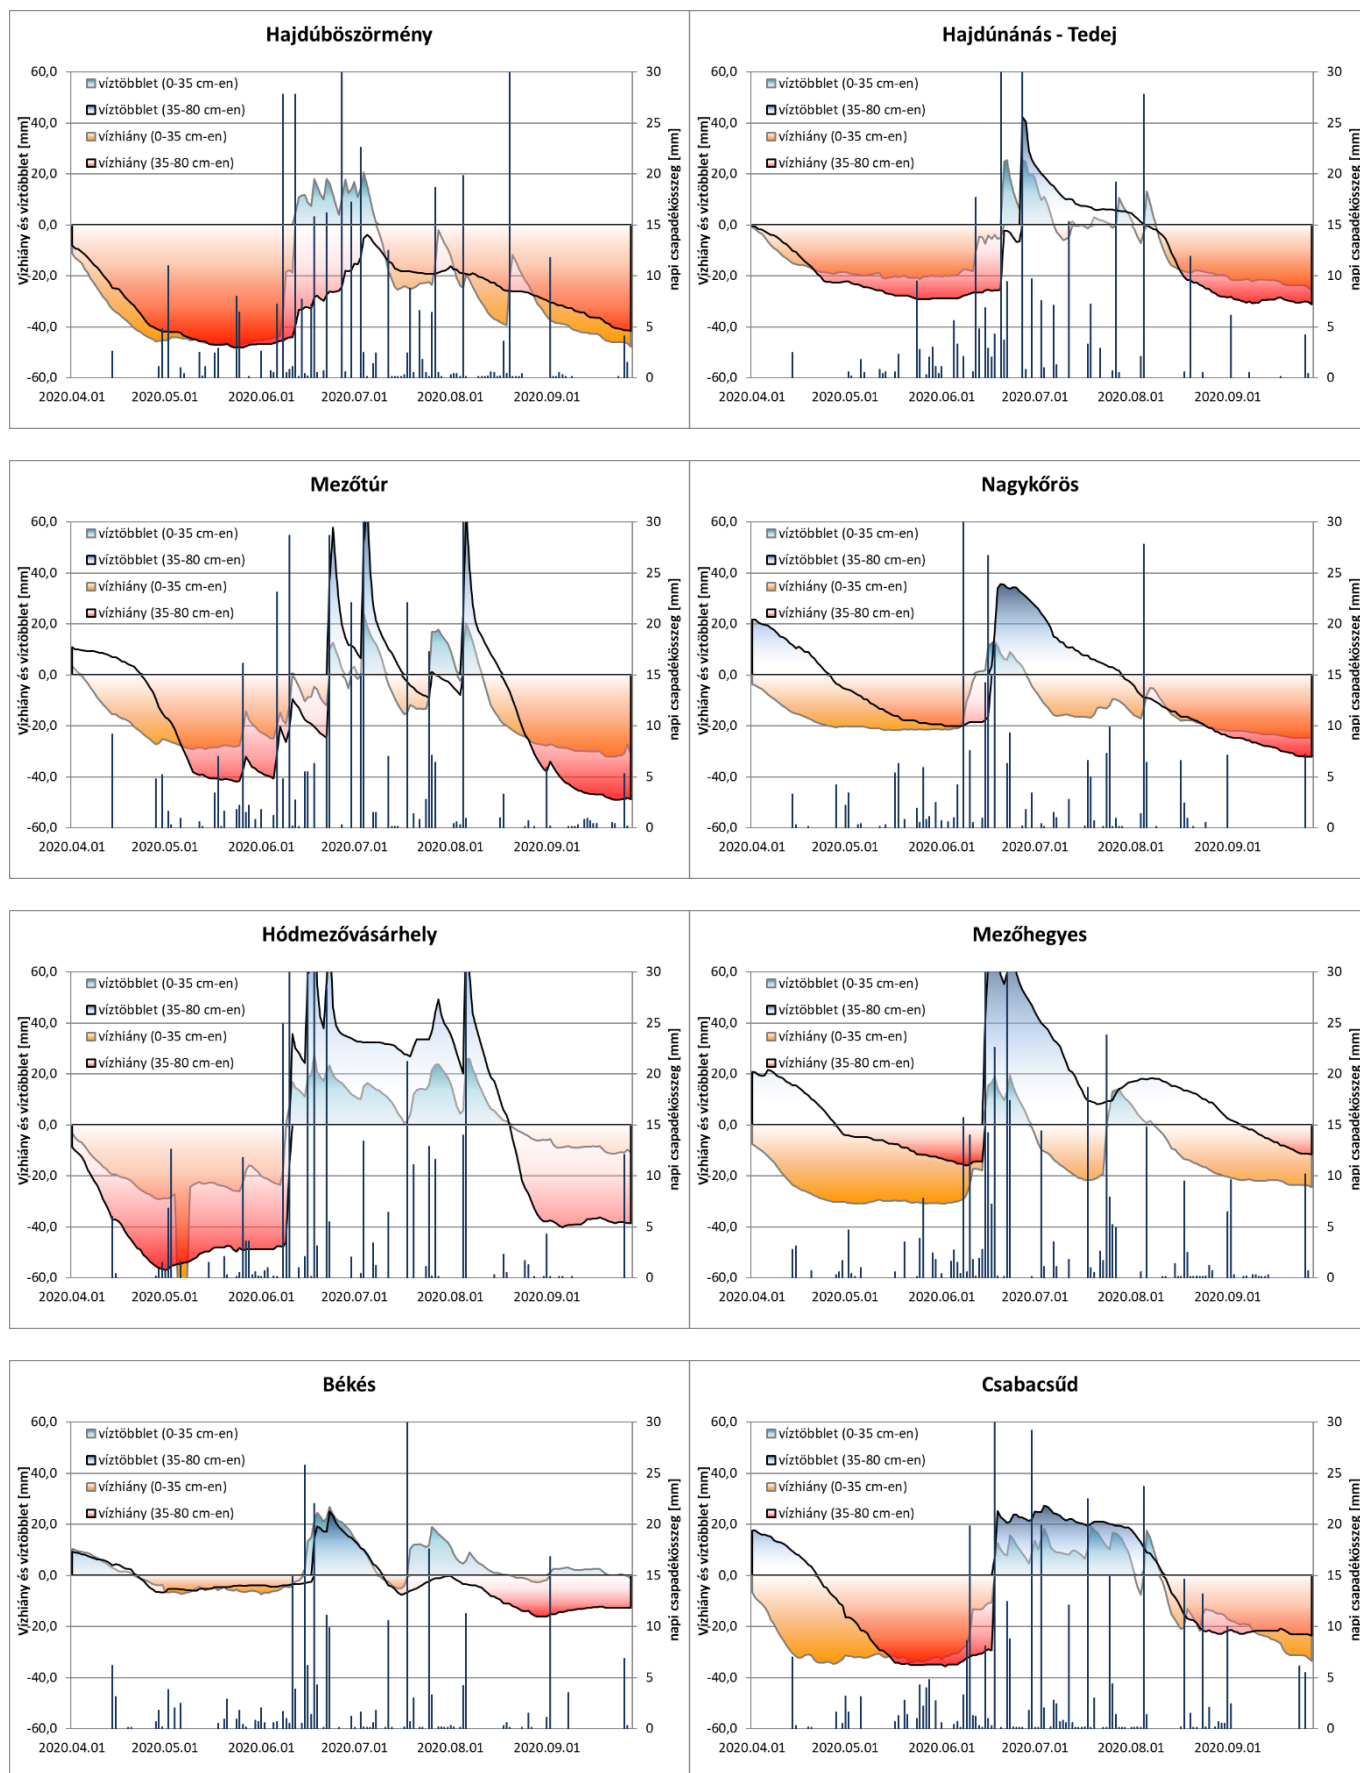 Hajdúböszörmény
60,0
40,0
20,0
0,0
-20,0
-40,0
-60,0
Vízhiány és víztöbblet [mm]
víztöbblet (0-35 cm-en)
víztöbblet (35-80 cm-en)
vízhiány (0-35 cm-en)
vízhiány (35-80 cm-en)
30
25
20
15
10
5
0
napi csapadékösszeg [mm]
2020.04.01 2020.05.01 2020.06.01 2020.07.01 2020.08.01 2020.09.01
Hajdúnánás - Tedej
60,0
40,0
20,0
0,0
-20,0
-40,0
-60,0
Vízhiány és víztöbblet [mm]
víztöbblet (0-35 cm-en)
víztöbblet (35-80 cm-en)
vízhiány (0-35 cm-en)
vízhiány (35-80 cm-en)
30
25
20
15
10
5
0
napi csapadékösszeg [mm]
2020.04.01 2020.05.01 2020.06.01 2020.07.01 2020.08.01 2020.09.01
Mezőtúr
60,0
40,0
20,0
0,0
-20,0
-40,0
-60,0
Vízhiány és víztöbblet [mm]
víztöbblet (0-35 cm-en)
víztöbblet (35-80 cm-en)
vízhiány (0-35 cm-en)
vízhiány (35-80 cm-en)
30
25
20
15
10
5
0
napi csapadékösszeg [mm]
2020.04.01 2020.05.01 2020.06.01 2020.07.01 2020.08.01 2020.09.01
Nagykőrös
60,0
40,0
20,0
0,0
-20,0
-40,0
-60,0
Vízhiány és víztöbblet [mm]
víztöbblet (0-35 cm-en)
víztöbblet (35-80 cm-en)
vízhiány (0-35 cm-en)
vízhiány (35-80 cm-en)
30
25
20
15
10
5
0
napi csapadékösszeg [mm]
2020.04.01 2020.05.01 2020.06.01 2020.07.01 2020.08.01 2020.09.01
Hódmezővásárhely
60,0
40,0
20,0
0,0
-20,0
-40,0
-60,0
Vízhiány és víztöbblet [mm]
víztöbblet (0-35 cm-en)
víztöbblet (35-80 cm-en)
vízhiány (0-35 cm-en)
vízhiány (35-80 cm-en)
30
25
20
15
10
5
0
napi csapadékösszeg [mm]
2020.04.01 2020.05.01 2020.06.01 2020.07.01 2020.08.01 2020.09.01
Mezőhegyes
60,0
40,0
20,0
0,0
-20,0
-40,0
-60,0
Vízhiány és víztöbblet [mm]
víztöbblet (0-35 cm-en)
víztöbblet (35-80 cm-en)
vízhiány (0-35 cm-en)
vízhiány (35-80 cm-en)
30
25
20
15
10
5
0
napi csapadékösszeg [mm]
2020.04.01 2020.05.01 2020.06.01 2020.07.01 2020.08.01 2020.09.01
Békés
60,0
40,0
20,0
0,0
-20,0
-40,0
-60,0
Vízhiány és víztöbblet [mm]
víztöbblet (0-35 cm-en)
víztöbblet (35-80 cm-en)
vízhiány (0-35 cm-en)
vízhiány (35-80 cm-en)
30
25
20
15
10
5
0
napi csapadékösszeg [mm]
2020.04.01 2020.05.01 2020.06.01 2020.07.01 2020.08.01 2020.09.01
Csabacsűd
60,0
40,0
20,0
0,0
-20,0
-40,0
-60,0
Vízhiány és víztöbblet [mm]
víztöbblet (0-35 cm-en)
víztöbblet (35-80 cm-en)
vízhiány (0-35 cm-en)
vízhiány (35-80 cm-en)
30
25
20
15
10
5
0
napi csapadékösszeg [mm]
2020.04.01 2020.05.01 2020.06.01 2020.07.01 2020.08.01 2020.09.01